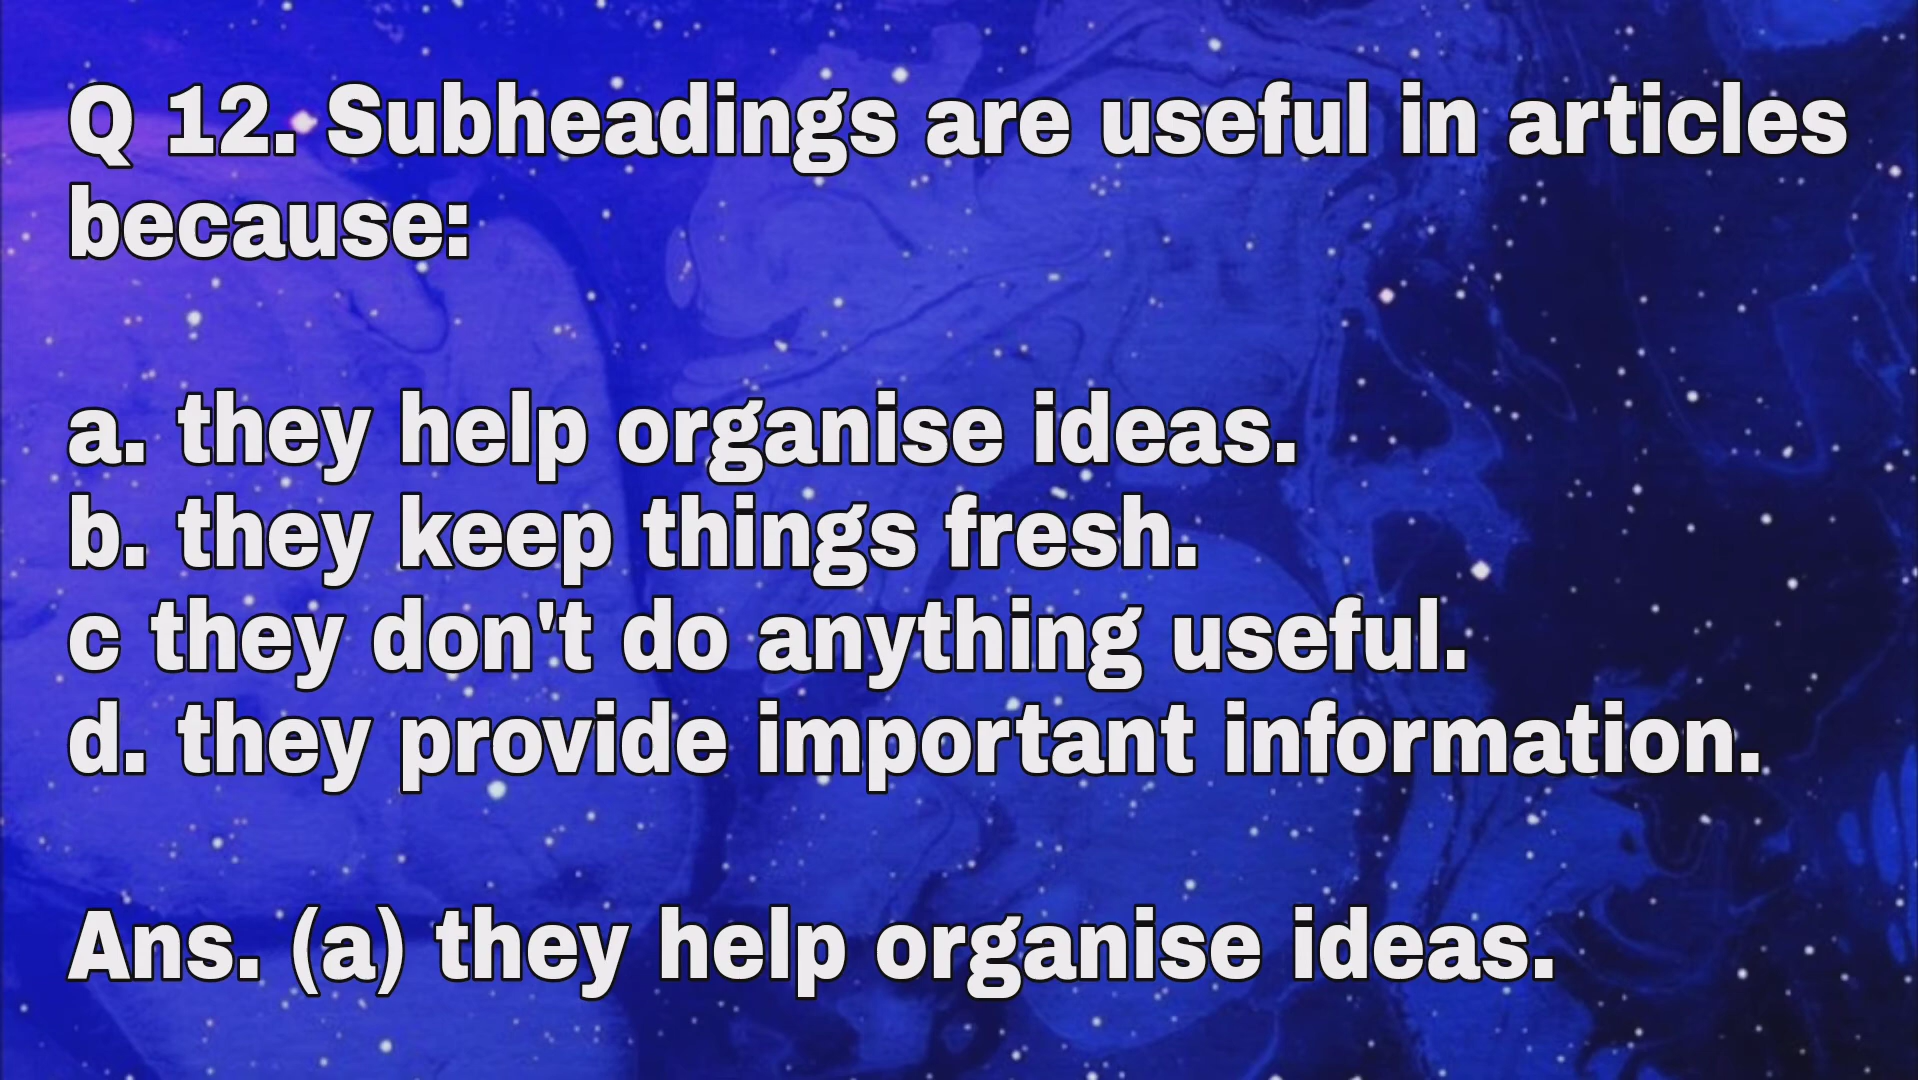 Q 12. Subheadings are useful in articles
because:
a. they help organise ideas.
b. they keep things fresh.
c they don't do anything useful.
d. they provide important information.
Ans. (a) they help organise ideas.